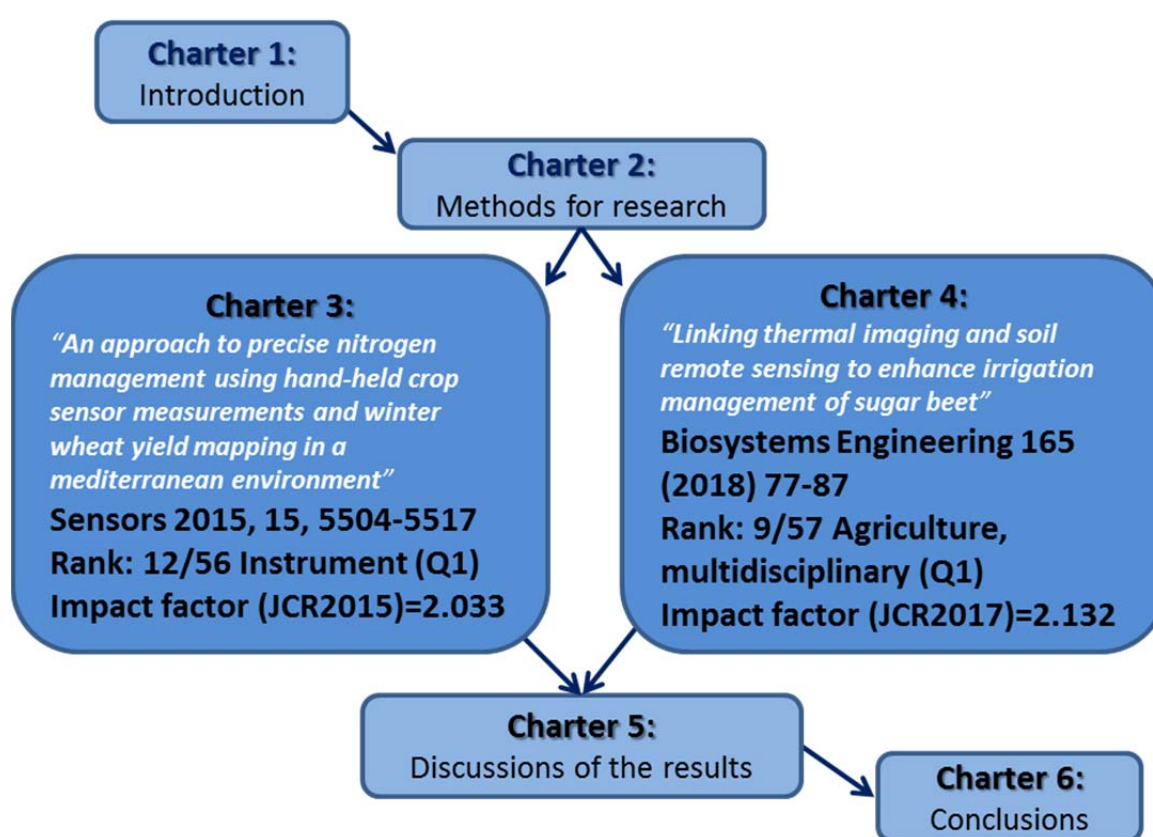 Charter 1:
Introduction
Charter 2:
Methods for research
Charter 3:
“An approach to precise nitrogen
management using hand-held crop
sensor measurements and winter
wheat yield mapping in a
mediterranean environment”
Sensors 2015, 15, 5504-5517
Rank: 12/56 Instrument (Q1)
Impact factor (JCR2015)=2.033
Charter 4:
“Linking thermal imaging and soil
remote sensing to enhance irrigation
management of sugar beet”
Biosystems Engineering 165
(2018) 77-87
Rank: 9/57 Agriculture,
multidisciplinary (Q1)
Impact factor (JCR2017)=2.132
Charter 5:
Discussions of the results
Charter 6:
Conclusions